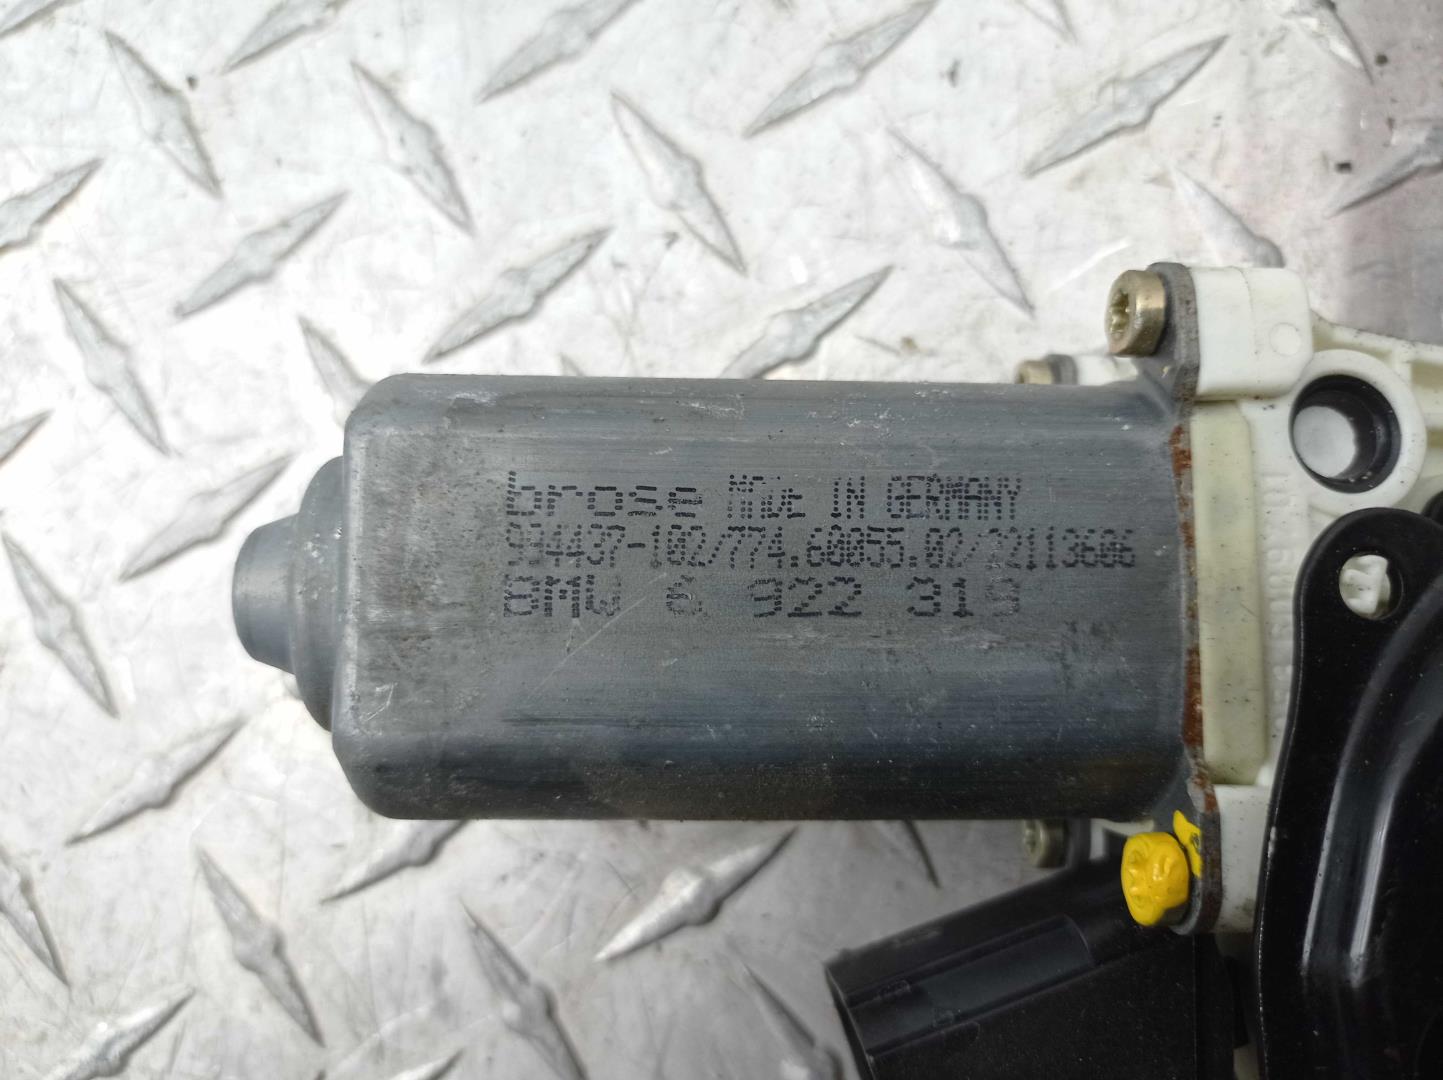 brose MADE IN GERMANY
994437-102/774.60055.02/22113606
BMW 6 922 319